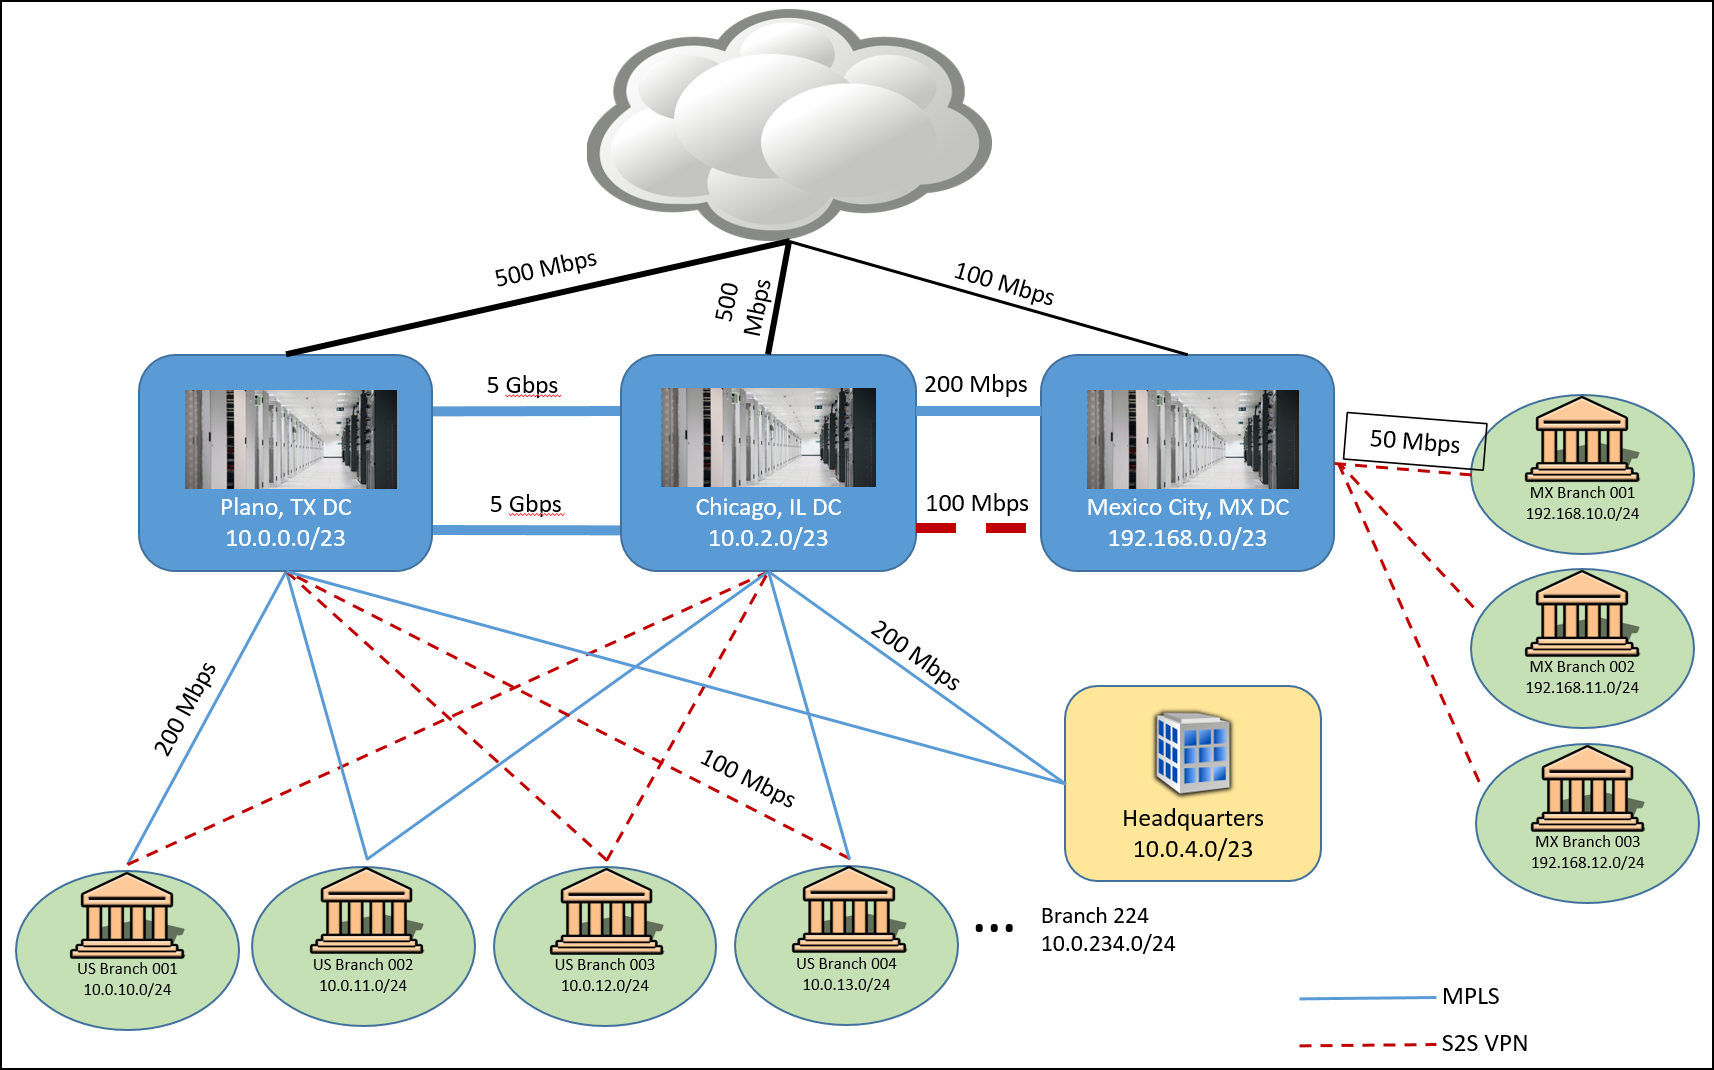 500 Mbps
500
Mbps
100 Mbps
5 Gbps
200 Mbps
5 Gbps
100 Mbps
Plano, TX DC
10.0.0.0/23
Chicago, IL DC
10.0.2.0/23
Mexico City, MX DC
192.168.0.0/23
50 Mbps
MX Branch 001
192.168.10.0/24
MX Branch 002
192.168.11.0/24
MX Branch 003
192.168.12.0/24
200 Mbps
200 Mbps
100 Mbps
Headquarters
10.0.4.0/23
US Branch 001
10.0.10.0/24
US Branch 002
10.0.11.0/24
US Branch 003
10.0.12.0/24
US Branch 004
10.0.13.0/24
...
Branch 224
10.0.234.0/24
MPLS
S2S VPN